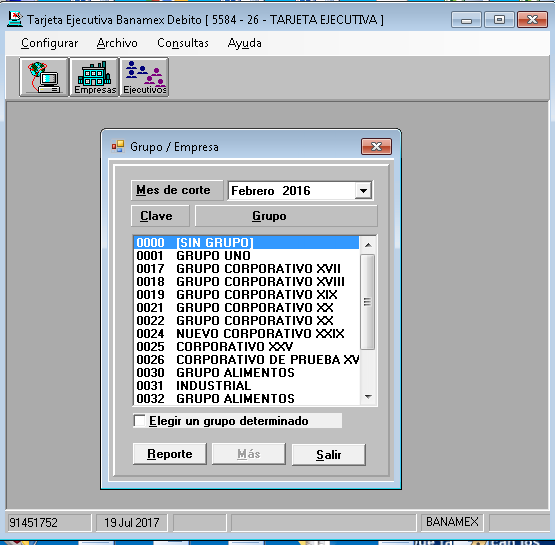 Tarjeta Ejecutiva Banamex Debito [ 5584 - 26 - TARJETA EJECUTIVA ]
Configurar Archivo Consultas Ayuda
Empresas Ejecutivos
Grupo / Empresa
Mes de corte Febrero 2016
Clave Grupo
0000 [SIN GRUPO]
0001 GRUPO UNO
0017 GRUPO CORPORATIVO XVII
0018 GRUPO CORPORATIVO XVIII
0019 GRUPO CORPORATIVO XIX
0021 GRUPO CORPORATIVO XX
0022 GRUPO CORPORATIVO XX
0024 NUEVO CORPORATIVO XXIX
0025 CORPORATIVO XXV
0026 CORPORATIVO DE PRUEBA XV
0030 GRUPO ALIMENTOS
0031 INDUSTRIAL
0032 GRUPO ALIMENTOS
Elegir un grupo determinado
Reporte Más Salir
91451752 19 Jul 2017 BANAMEX